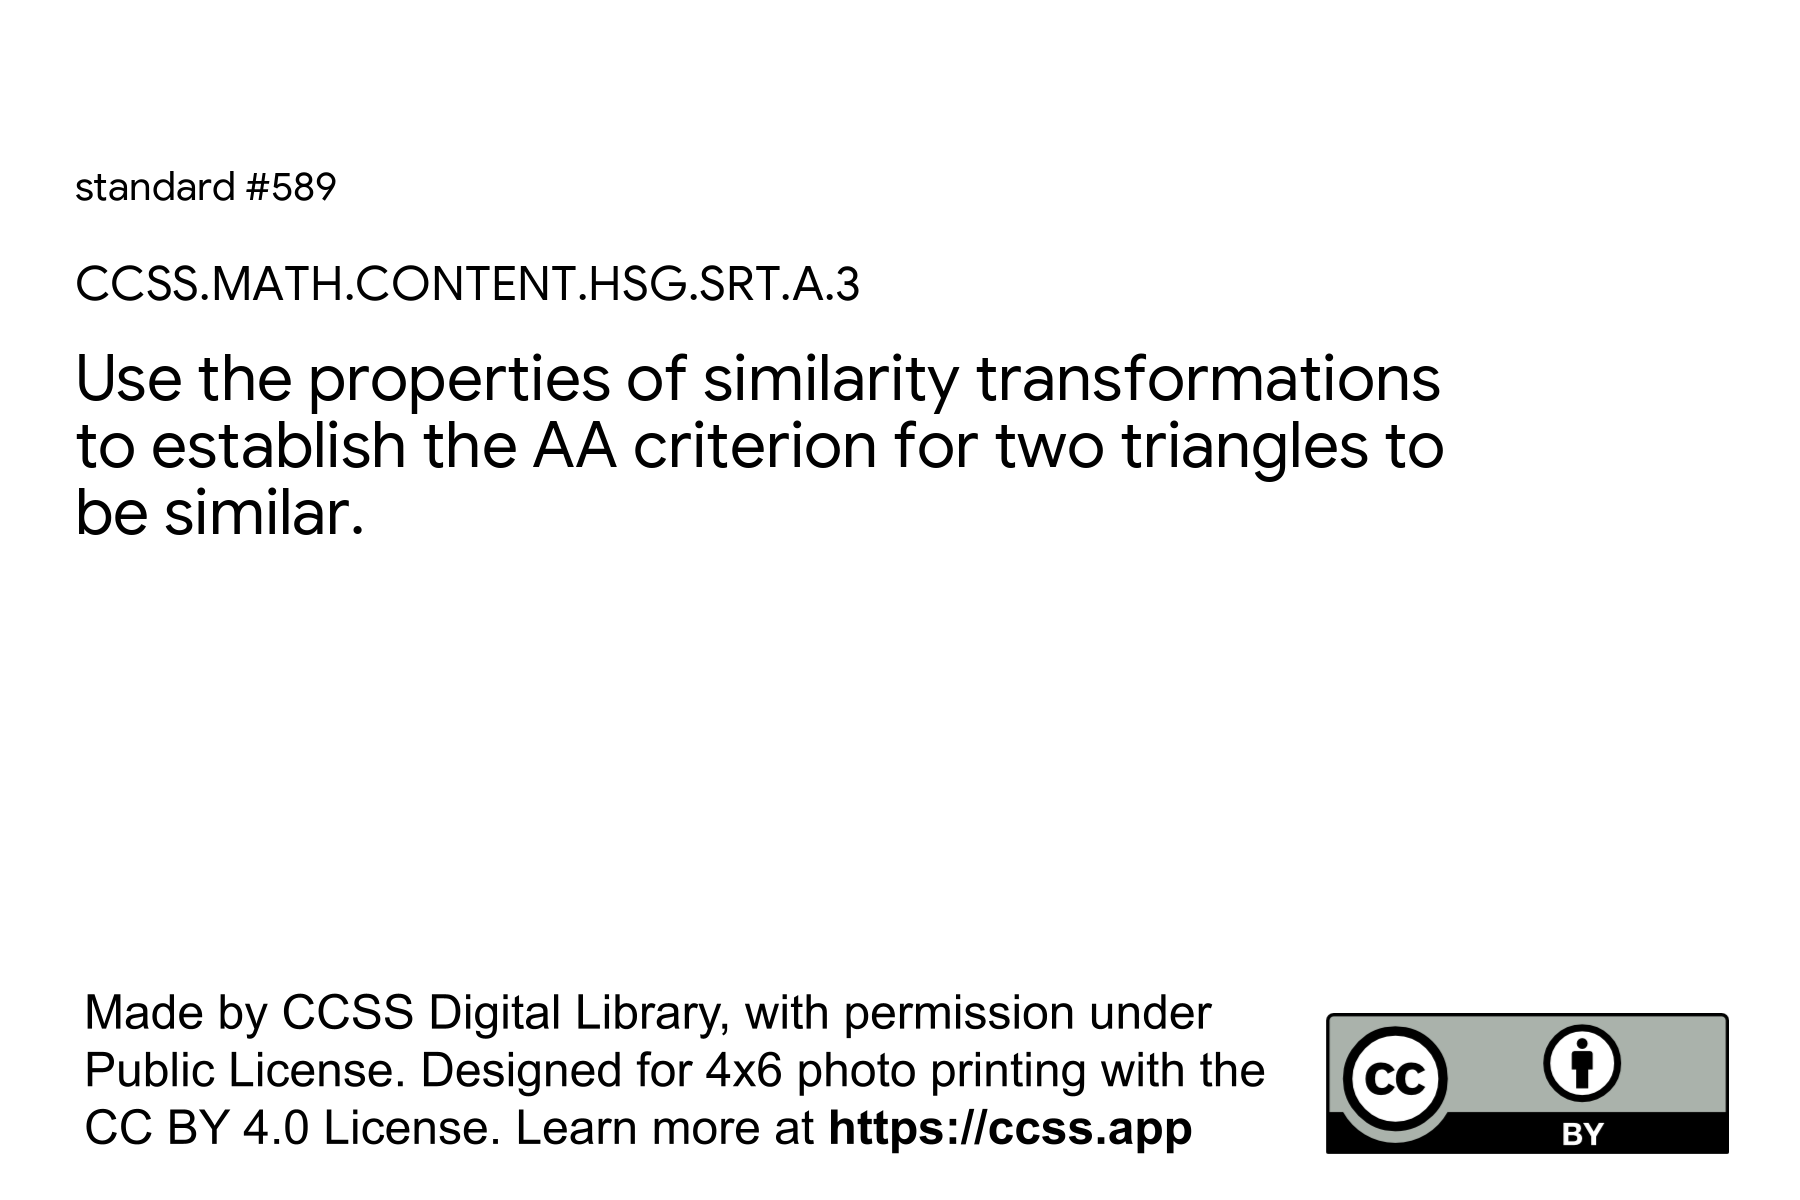 standard #589
CCSS.MATH.CONTENT.HSG.SRT.A.3
Use the properties of similarity transformations
to establish the AA criterion for two triangles to
be similar.
Made by CCSS Digital Library, with permission under
Public License. Designed for 4x6 photo printing with the
CC BY 4.0 License. Learn more at https://ccss.app
CC
BY